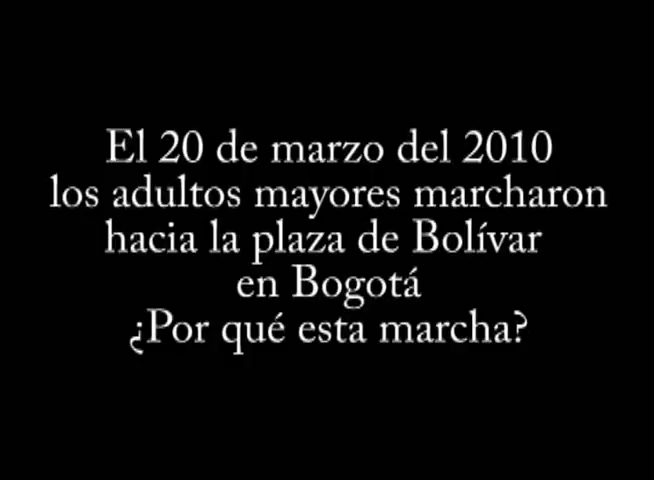 El 20 de marzo del 2010
los adultos mayores marcharon
hacia la plaza de Bolívar
en Bogotá
¿Por qué esta marcha?